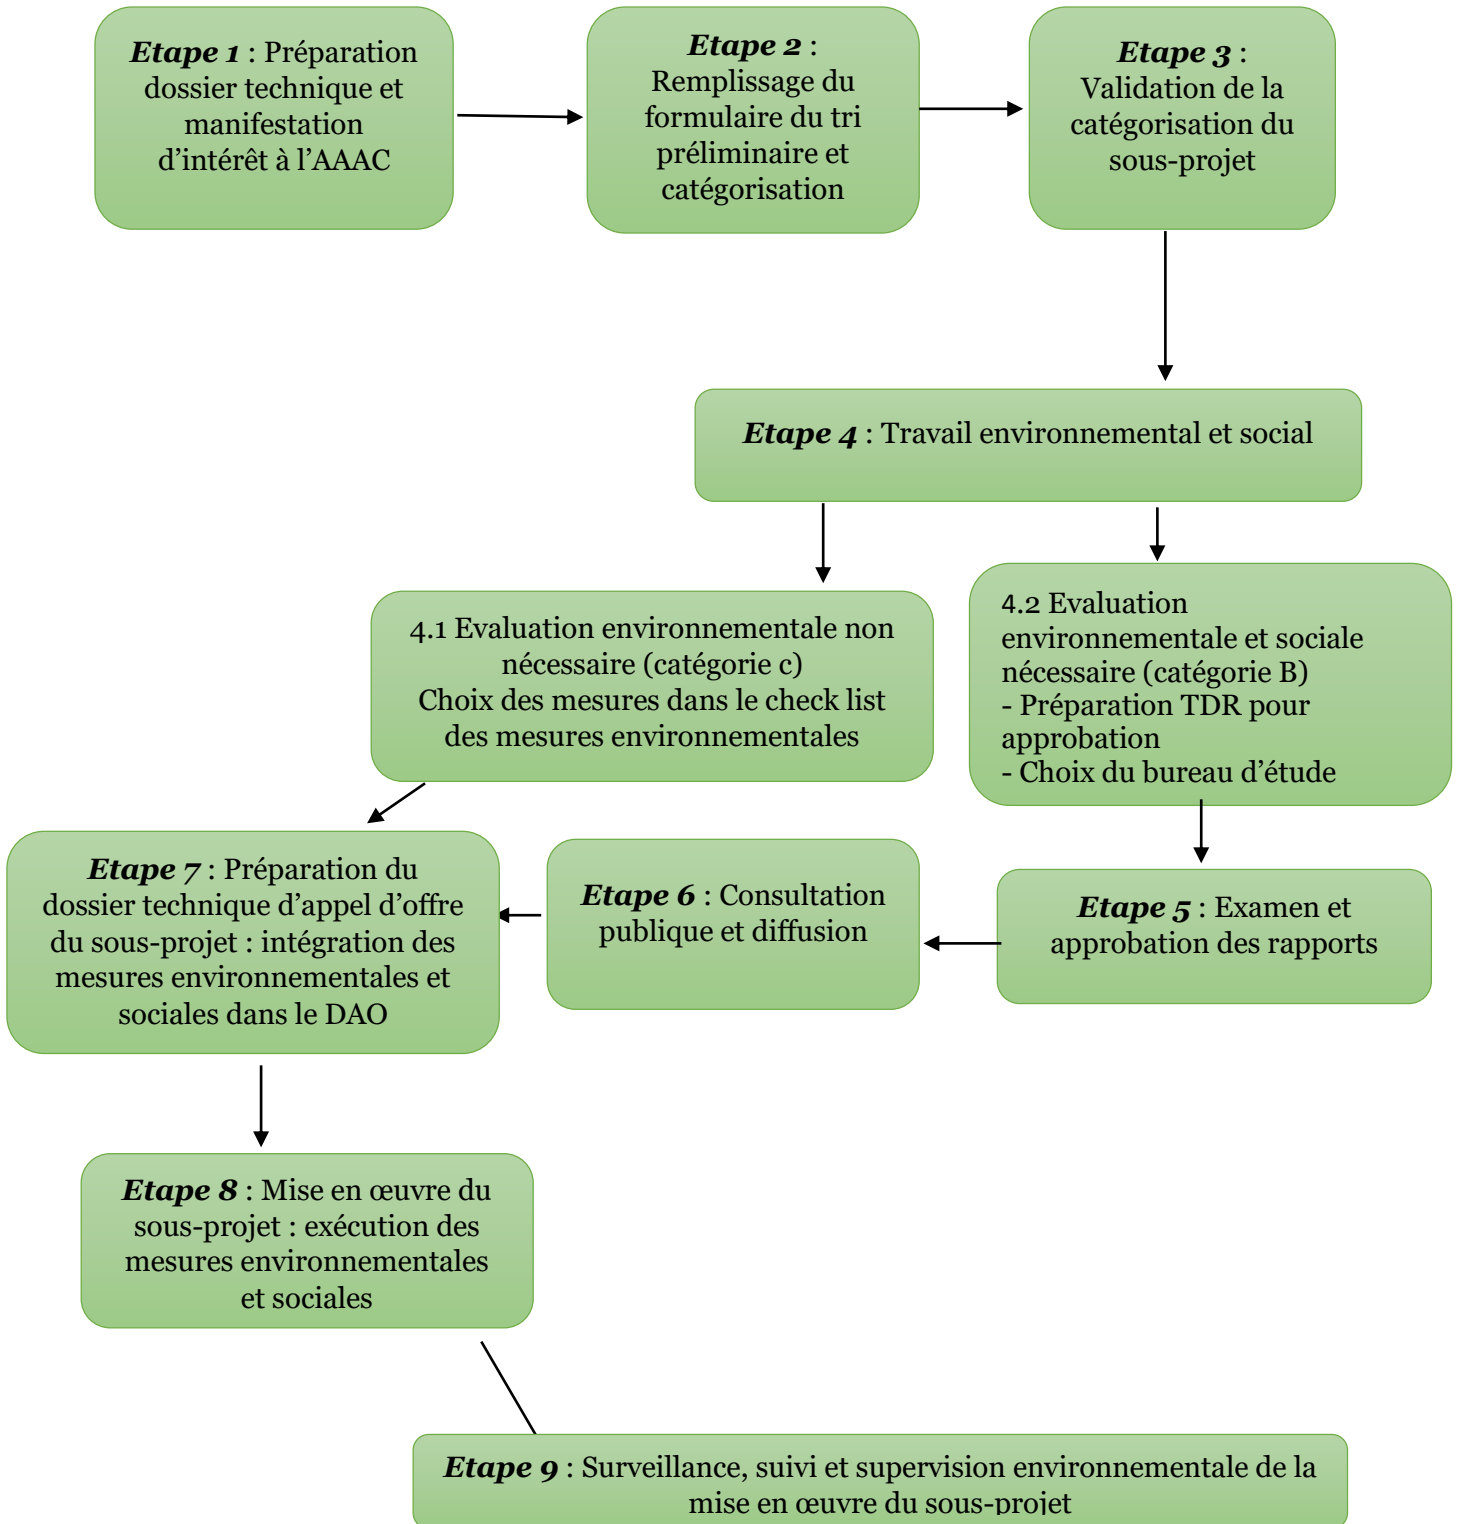 Etape 1 : Préparation
dossier technique et
manifestation
d’intérêt à l’AAAC
Etape 2 :
Remplissage du
formulaire du tri
préliminaire et
catégorisation
Etape 3 :
Validation de la
catégorisation du
sous-projet
Etape 4 : Travail environnemental et social
4.1 Evaluation environnementale non
nécessaire (catégorie c)
Choix des mesures dans le check list
des mesures environnementales
4.2 Evaluation
environnementale et sociale
nécessaire (catégorie B)
- Préparation TDR pour
approbation
- Choix du bureau d’étude
Etape 5 : Examen et
approbation des rapports
Etape 6 : Consultation
publique et diffusion
Etape 7 : Préparation du
dossier technique d’appel d’offre
du sous-projet : intégration des
mesures environnementales et
sociales dans le DAO
Etape 8 : Mise en œuvre du
sous-projet : exécution des
mesures environnementales
et sociales
Etape 9 : Surveillance, suivi et supervision environnementale de la
mise en œuvre du sous-projet